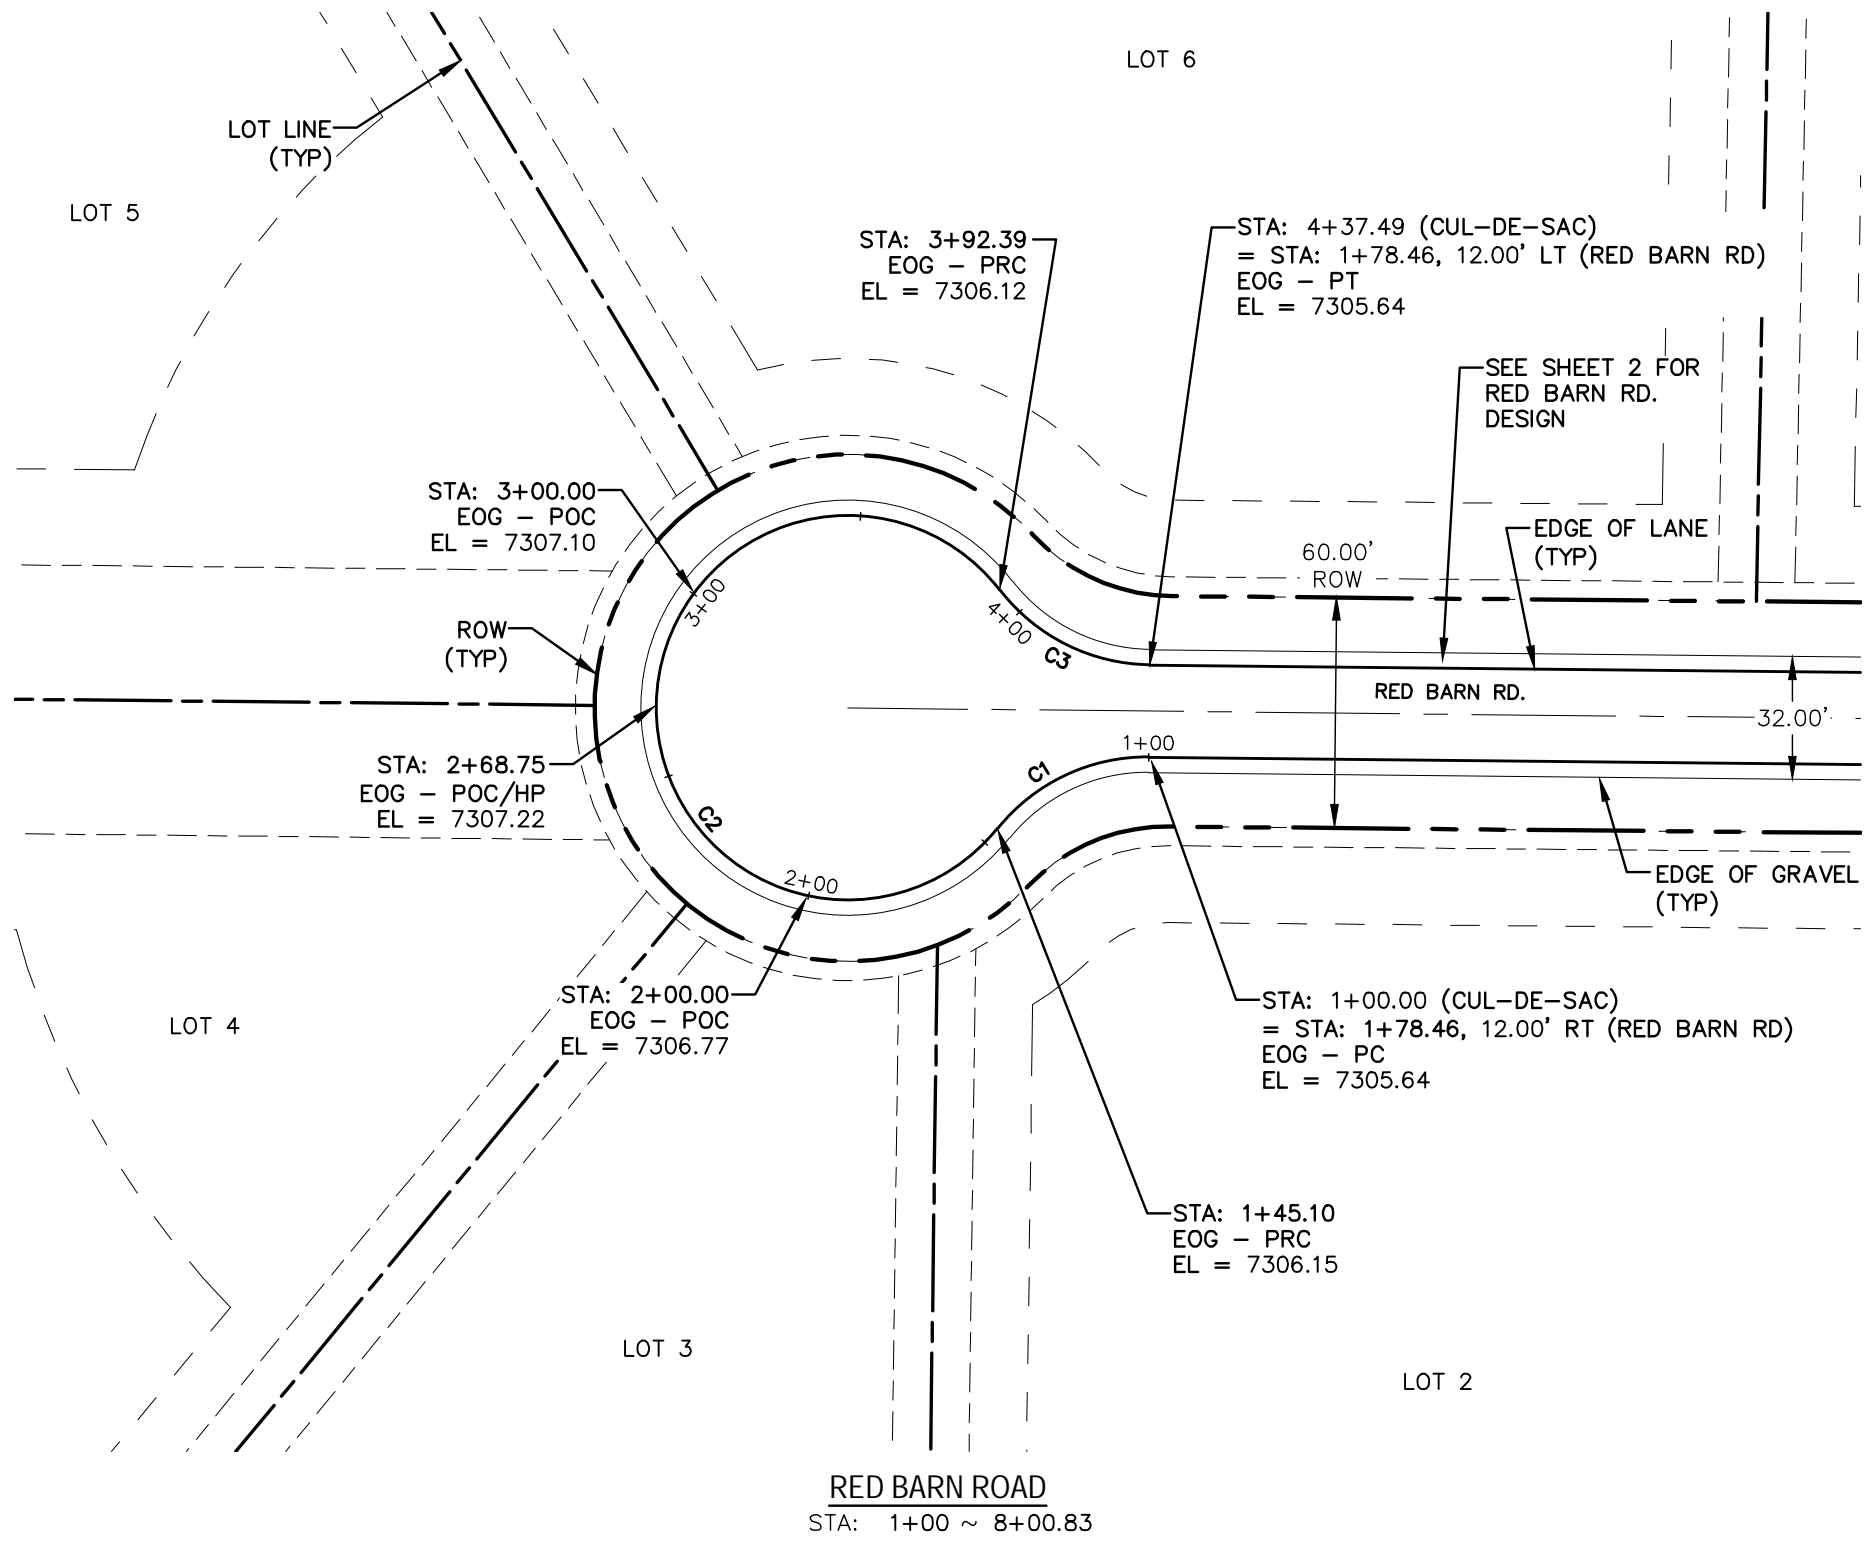 LOT 6
LOT LINE
(TYP)
LOT 5
STA: 3+92.39
EOG - PRC
EL = 7306.12
STA: 4+37.49 (CUL-DE-SAC)
= STA: 1+78.46, 12.00' LT (RED BARN RD)
EOG - PT
EL = 7305.64
SEE SHEET 2 FOR
RED BARN RD.
DESIGN
STA: 3+00.00
EOG - POC
EL = 7307.10
EDGE OF LANE
(TYP)
60.00'
ROW
3+00
4+00
C3
ROW
(TYP)
RED BARN RD.
32.00'
1+00
C1
STA: 2+68.75
EOG - POC/HP
EL = 7307.22
C2
2+00
EDGE OF GRAVEL
(TYP)
STA: 2+00.00
EOG - POC
EL = 7306.77
LOT 4
STA: 1+00.00 (CUL-DE-SAC)
= STA: 1+78.46, 12.00' RT (RED BARN RD)
EOG - PC
EL = 7305.64
STA: 1+45.10
EOG - PRC
EL = 7306.15
LOT 3
LOT 2
RED BARN ROAD
STA: 1+00 ~ 8+00.83